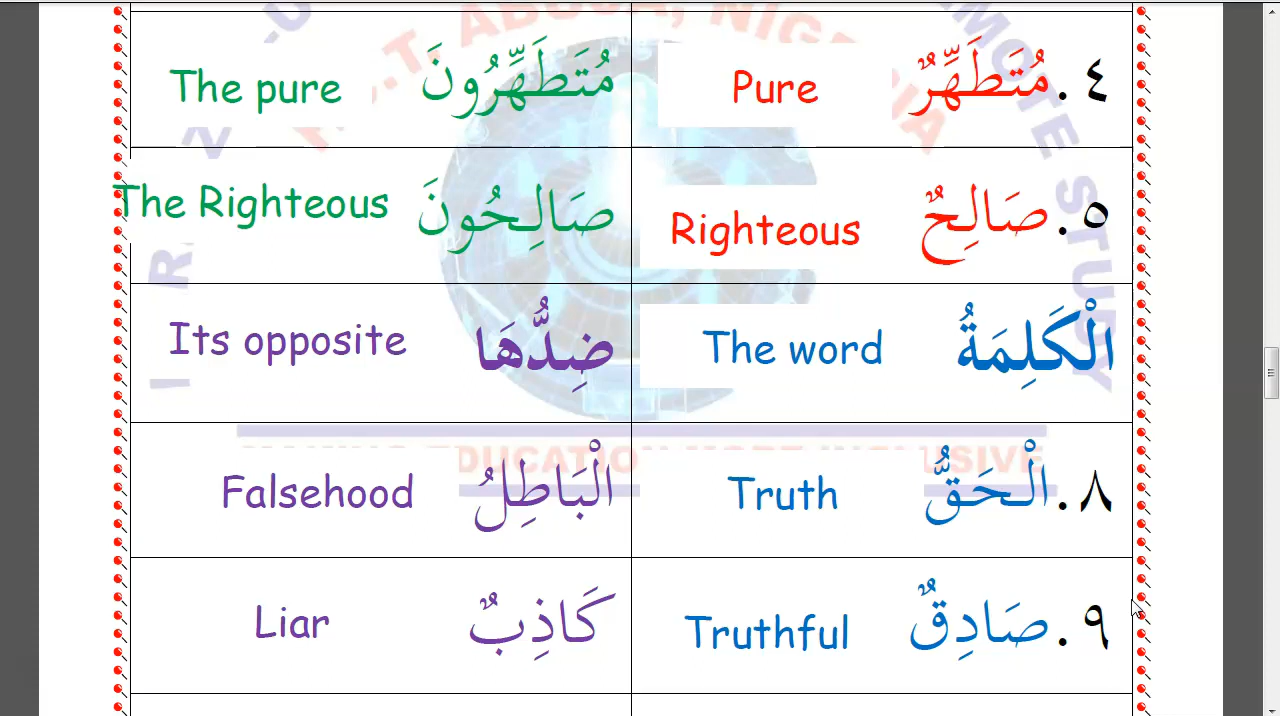 ٤. مُتَطَهِّرٌ Pure مُتَطَهِّرُونَ The pure
٥. صَالِحٌ Righteous صَالِحُونَ The Righteous
الْكَلِمَةُ The word ضِدُّهَا Its opposite
٨. الْحَقُّ Truth الْبَاطِلُ Falsehood
٩. صَادِقٌ Truthful كَاذِبٌ Liar